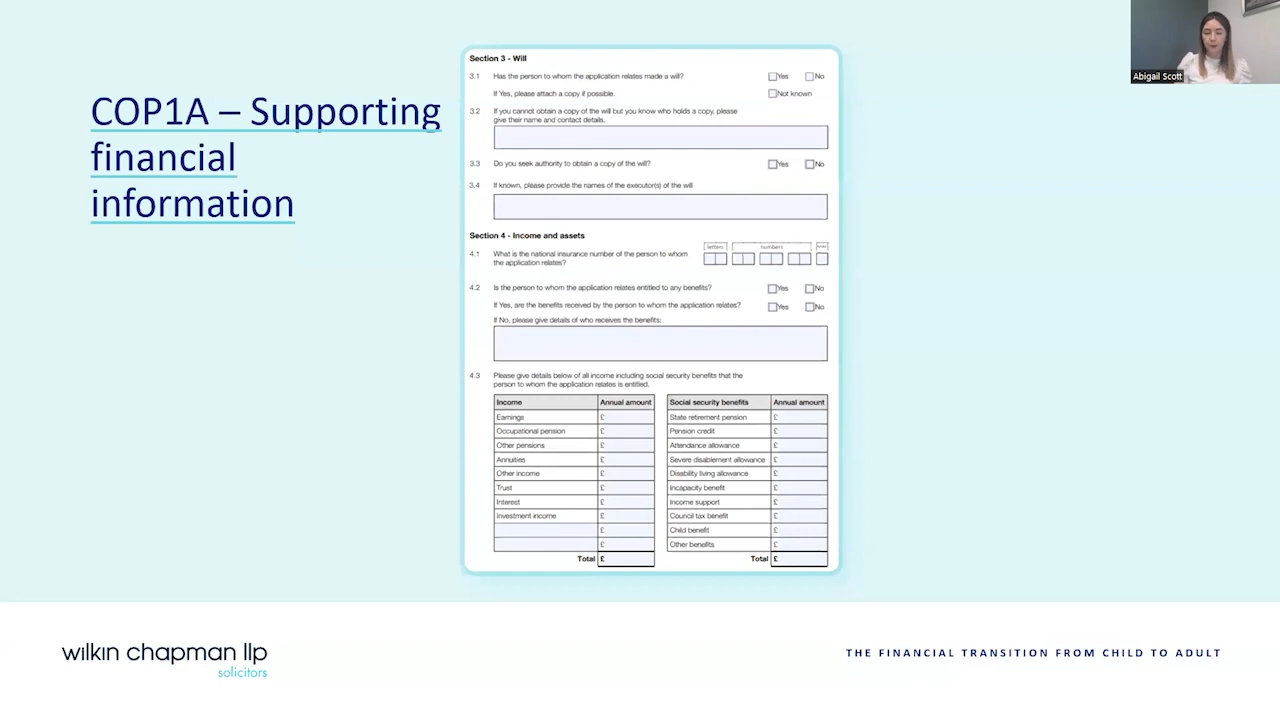 COP1A – Supporting
financial
information
Section 3 - Will
3.1 Has the person to whom the application relates made a will? Yes No
If Yes, please attach a copy if possible. Not known
3.2 If you cannot obtain a copy of the will but you know who holds a copy, please
give their name and contact details.
3.3 Do you seek authority to obtain a copy of the will? Yes No
3.4 If known, please provide the names of the executor(s) of the will
Section 4 - Income and assets
letters numbers
4.1 What is the national insurance number of the person to whom
the application relates?
4.2 Is the person to whom the application relates entitled to any benefits? Yes No
If Yes, are the benefits received by the person to whom the application relates? Yes No
If No, please give details of who receives the benefits:
4.3 Please give details below of all income including social security benefits that the
person to whom the application relates is entitled.
Income Annual amount Social security benefits Annual amount
Earnings £ State retirement pension £
Occupational pension £ Pension credit £
Other pensions £ Attendance allowance £
Annuities £ Severe disablement allowance £
Other income £ Disability living allowance £
Trust £ Incapacity benefit £
Interest £ Income support £
Investment income £ Council tax benefit £
£ Child benefit £
£ Other benefits £
Total £ Total £
Abigail Scott
wilkin chapman llp
solicitors
THE FINANCIAL TRANSITION FROM CHILD TO ADULT